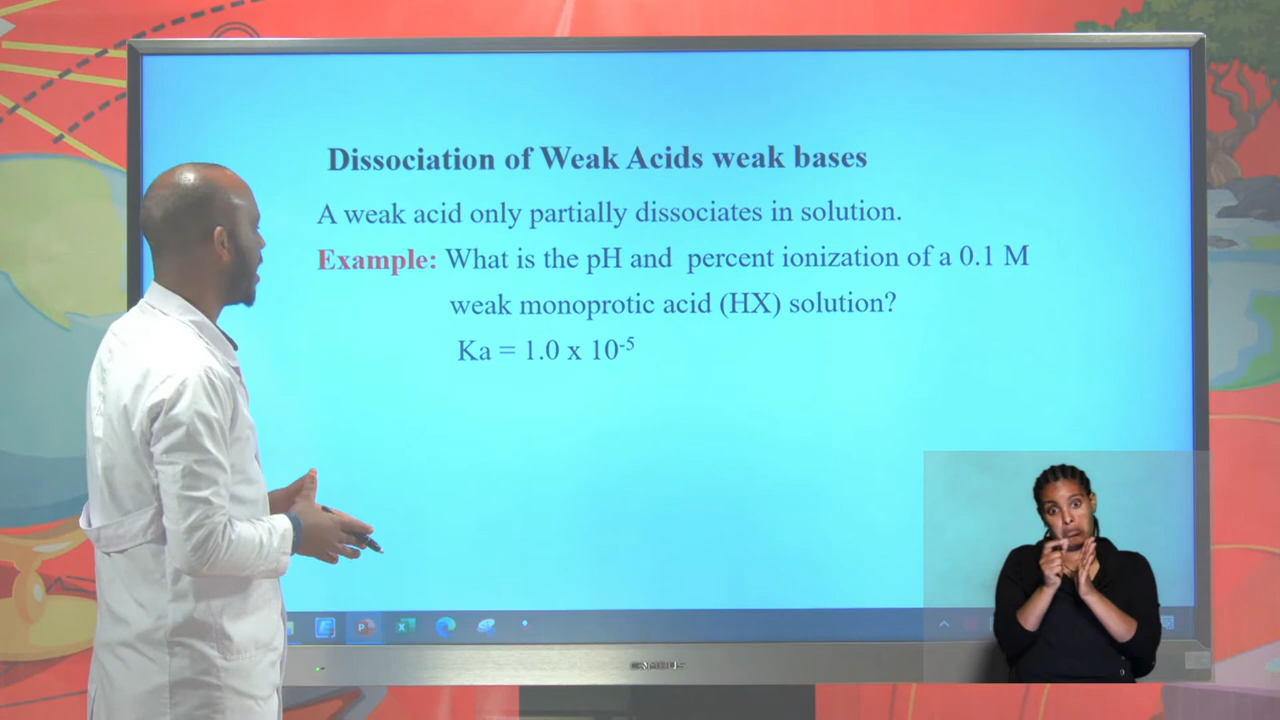 Dissociation of Weak Acids weak bases
A weak acid only partially dissociates in solution.
Example: What is the pH and percent ionization of a 0.1 M
weak monoprotic acid (HX) solution?
Ka = 1.0 x 10⁻⁵